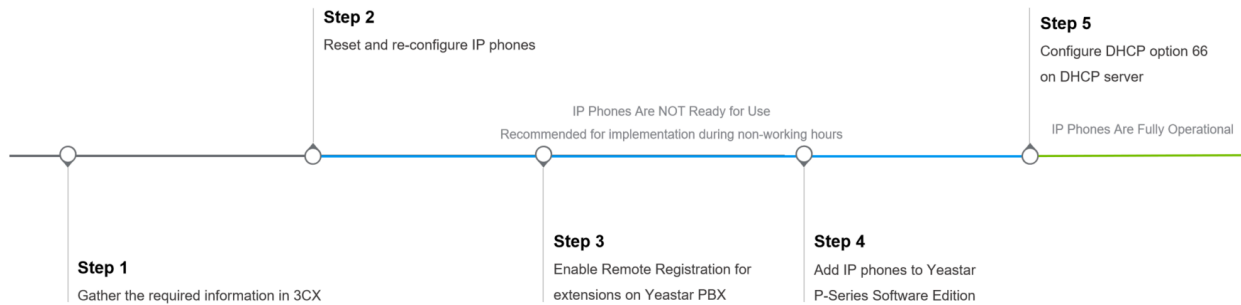 Step 2
Reset and re-configure IP phones
Step 5
Configure DHCP option 66
on DHCP server
IP Phones Are NOT Ready for Use
Recommended for implementation during non-working hours
IP Phones Are Fully Operational
Step 1
Gather the required information in 3CX
Step 3
Enable Remote Registration for
extensions on Yeastar PBX
Step 4
Add IP phones to Yeastar
P-Series Software Edition